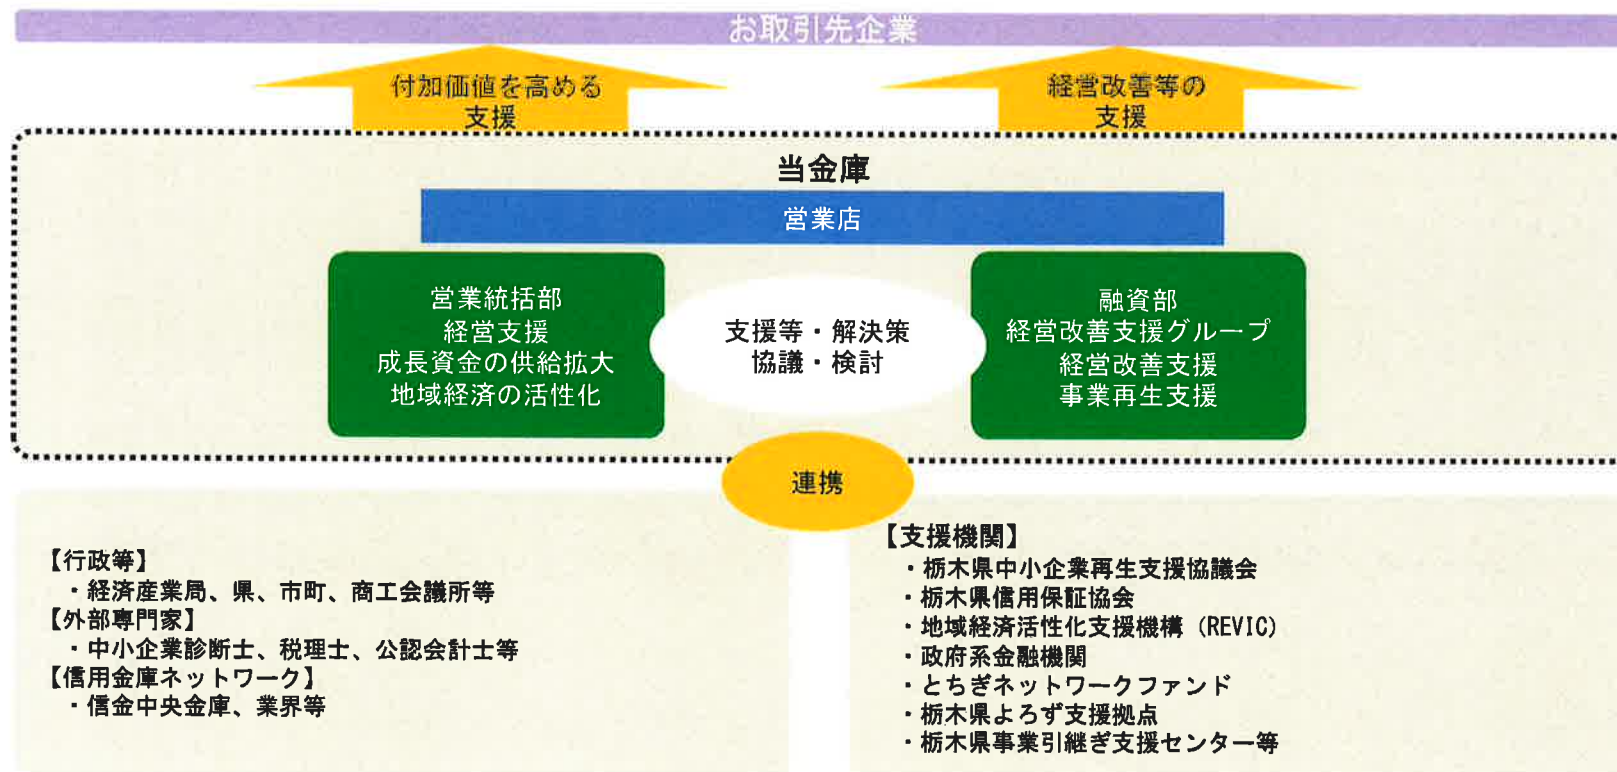 お取引先企業
付加価値を高める
支援
経営改善等の
支援
当金庫
営業店
営業統括部
経営支援
成長資金の供給拡大
地域経済の活性化
支援等・解決策
協議・検討
融資部
経営改善支援グループ
経営改善支援
事業再生支援
連携
【行政等】
・経済産業局、県、市町、商工会議所等
【外部専門家】
・中小企業診断士、税理士、公認会計士等
【信用金庫ネットワーク】
・信金中央金庫、業界等
【支援機関】
・栃木県中小企業再生支援協議会
・栃木県信用保証協会
・地域経済活性化支援機構（REVIC）
・政府系金融機関
・とちぎネットワークファンド
・栃木県よろず支援拠点
・栃木県事業引継ぎ支援センター等